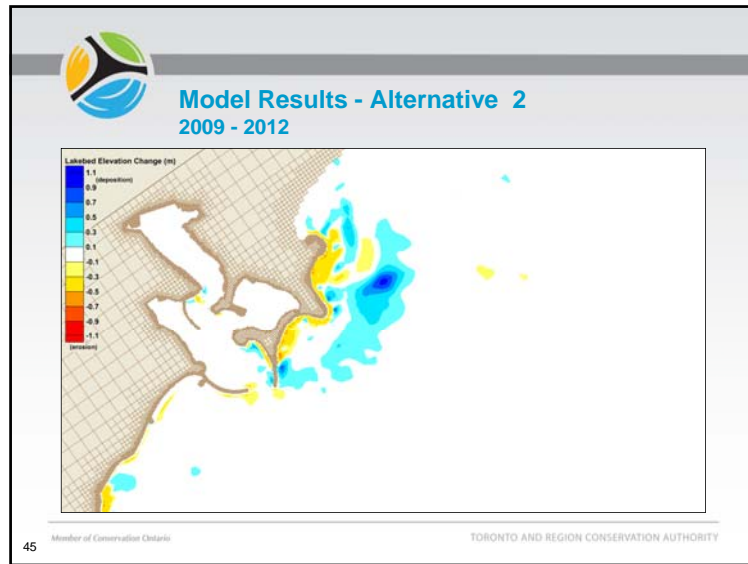 Model Results - Alternative 2
2009 - 2012
Lakebed Elevation Change (m)
1.1
(deposition)
0.9
0.7
0.5
0.3
0.1
-0.1
-0.3
-0.5
-0.7
-0.9
-1.1
(erosion)
Member of Conservation Ontario
TORONTO AND REGION CONSERVATION AUTHORITY
45